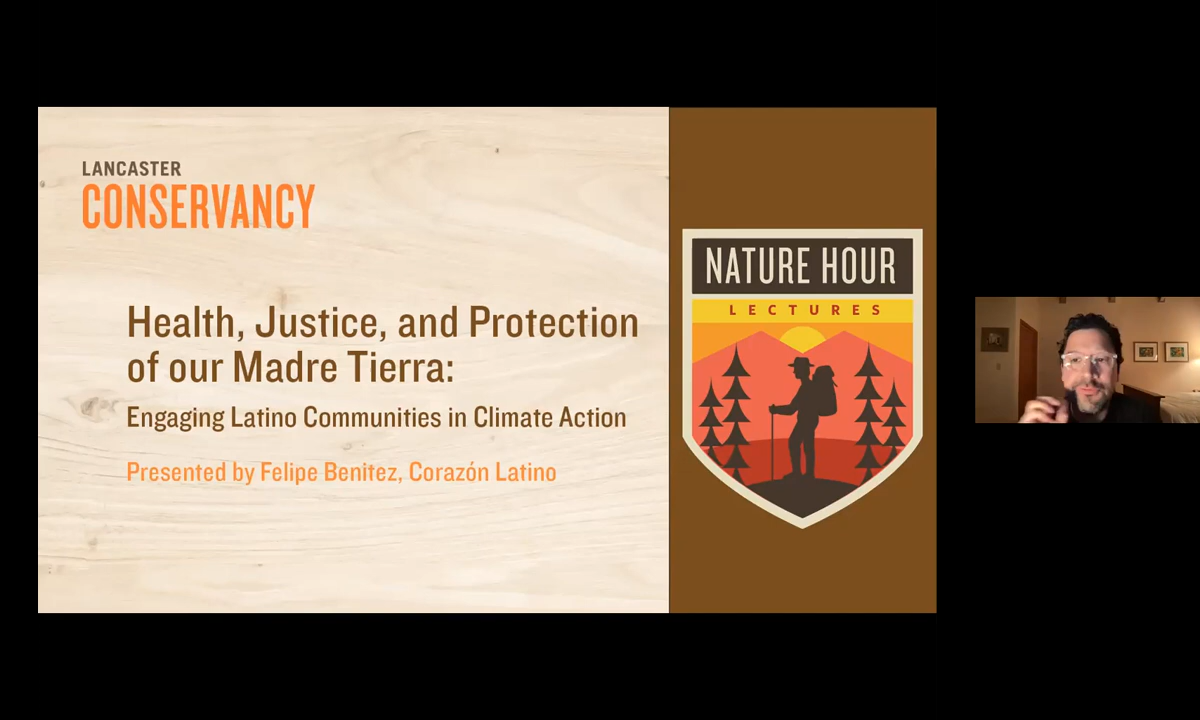 LANCASTER
CONSERVANCY
Health, Justice, and Protection
of our Madre Tierra:
Engaging Latino Communities in Climate Action
Presented by Felipe Benitez, Corazón Latino
NATURE HOUR
LECTURES